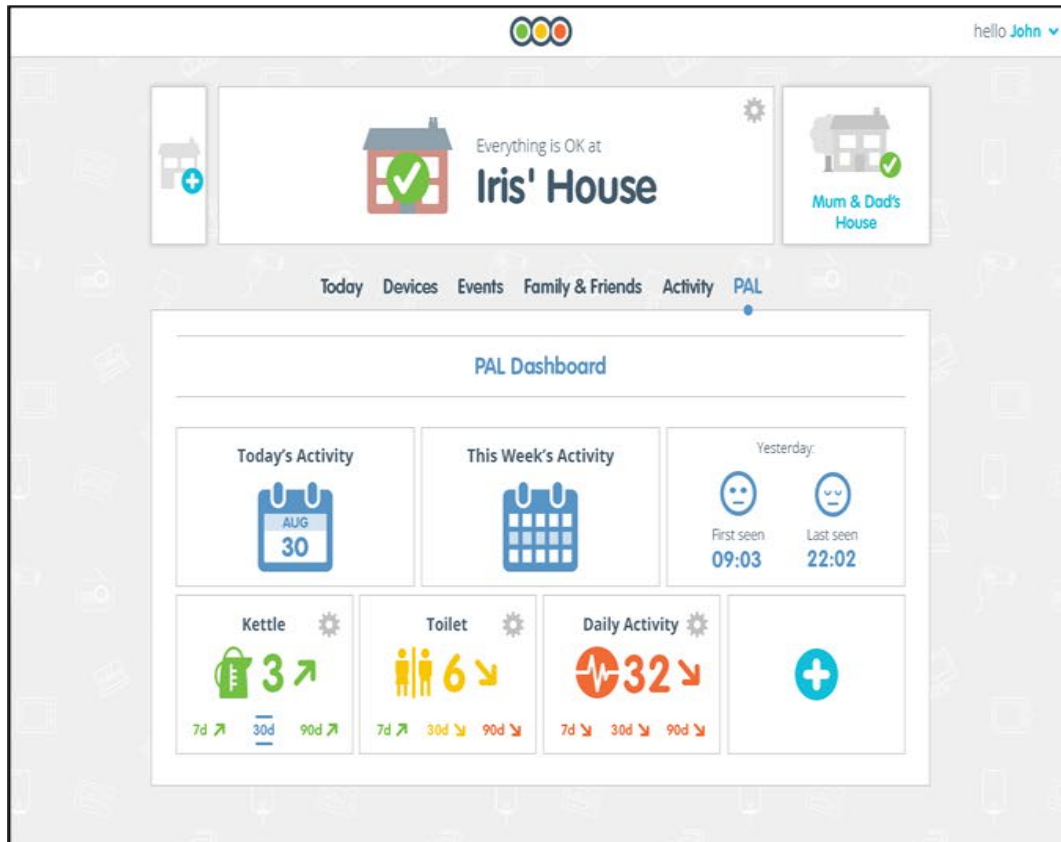 hello John
Everything is OK at
Iris' House
Mum & Dad's
House
Today Devices Events Family & Friends Activity PAL
PAL Dashboard
Today's Activity
AUG
30
This Week's Activity
Yesterday:
First seen Last seen
09:03 22:02
Kettle
3
7d 30d 90d
Toilet
6
7d 30d 90d
Daily Activity
32
7d 30d 90d